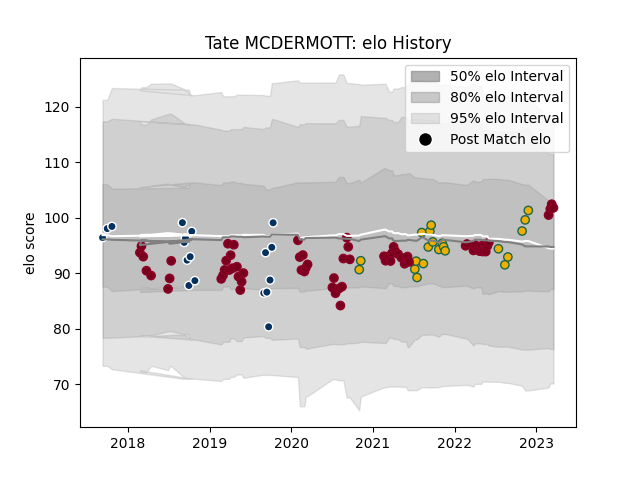 Tate MCDERMOTT: elo History
50% elo Interval
80% elo Interval
95% elo Interval
Post Match elo
elo score
120
110
100
90
80
70
2018 2019 2020 2021 2022 2023